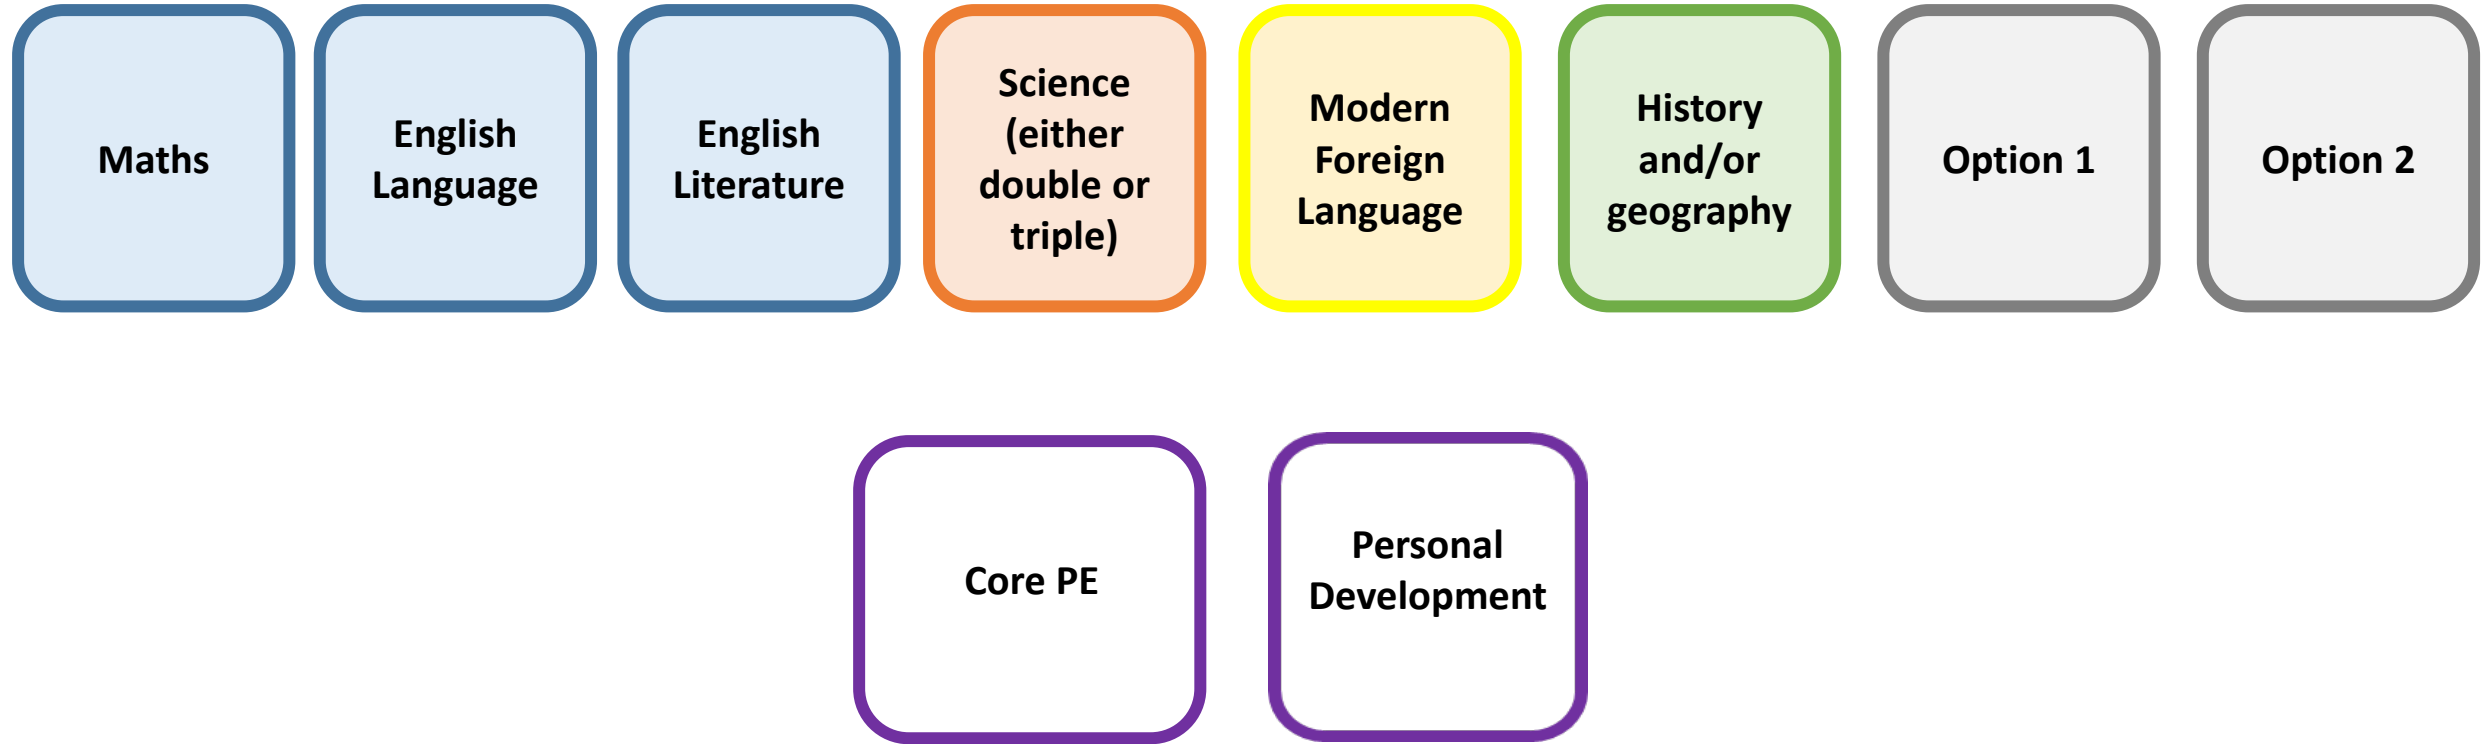 Maths
English
Language
English
Literature
Science
(either
double or
triple)
Modern
Foreign
Language
History
and/or
geography
Option 1
Option 2
Core PE
Personal
Development